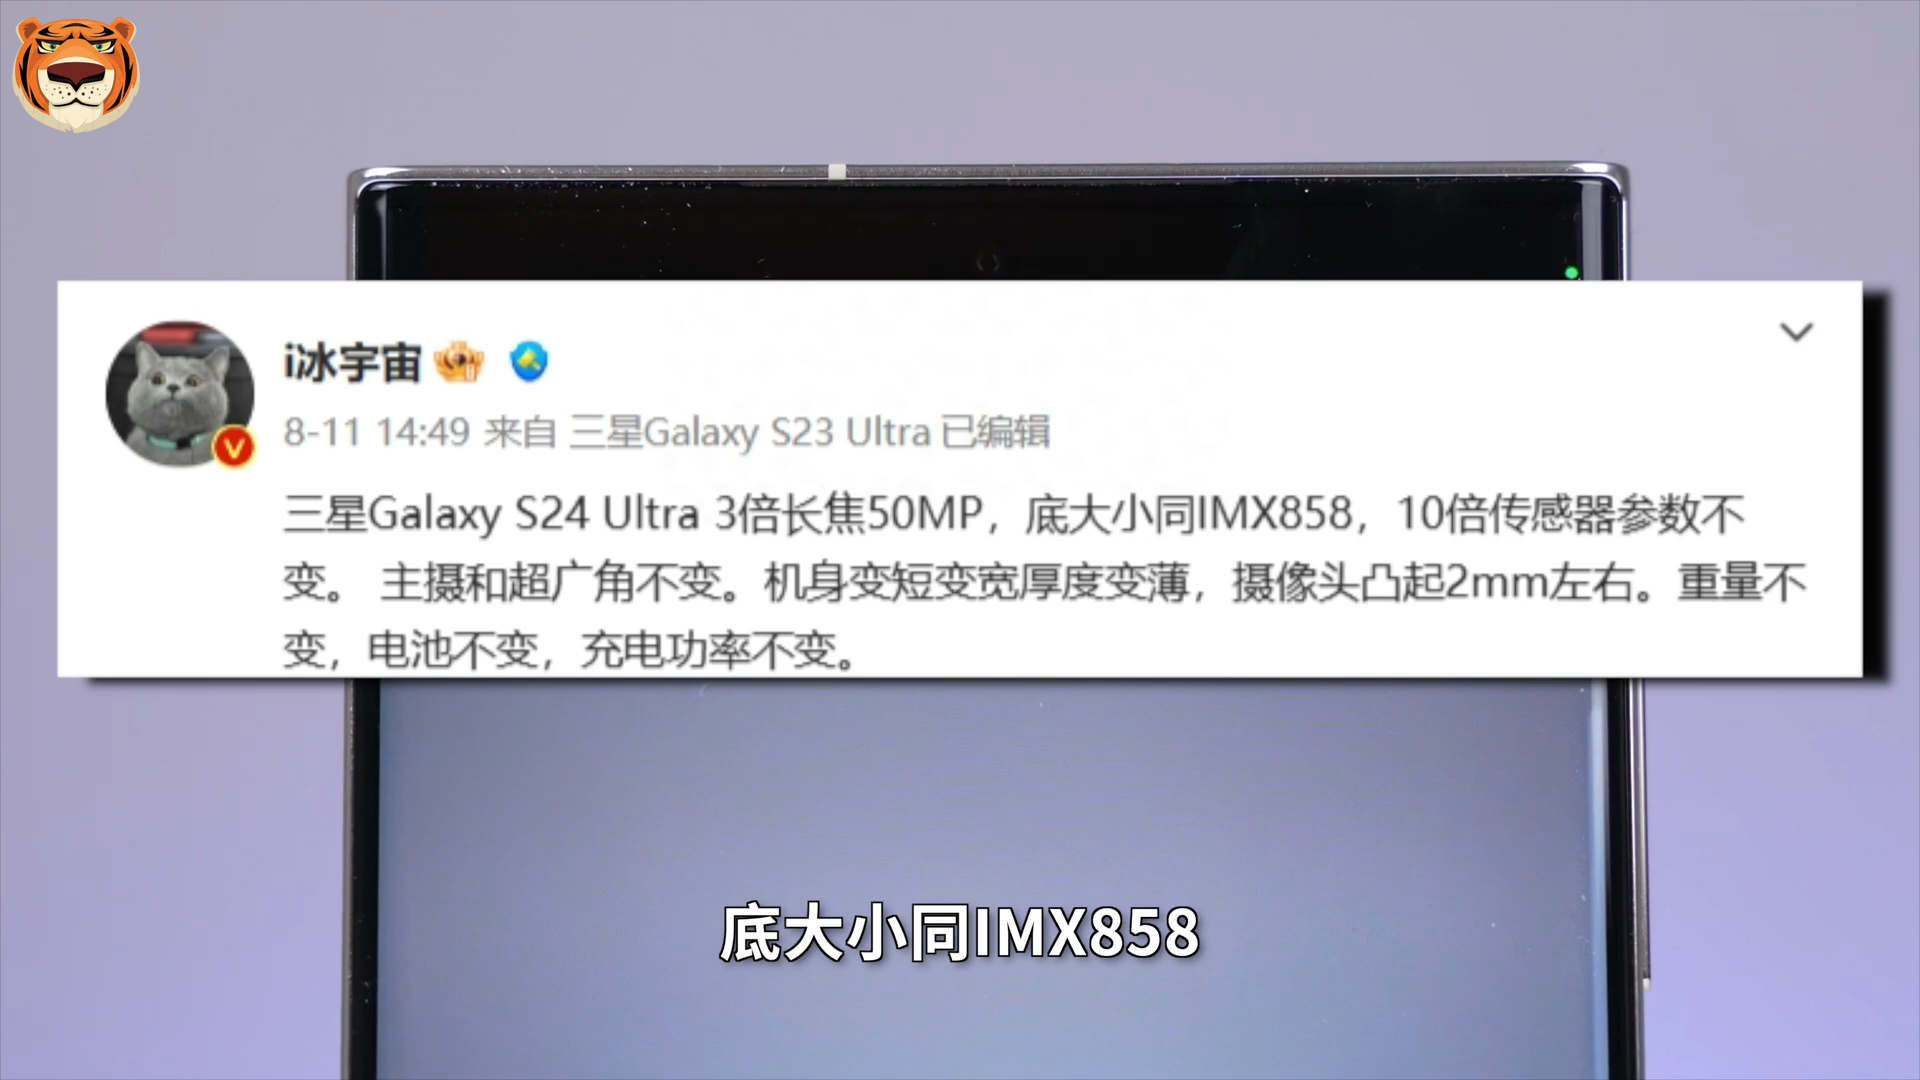 i冰宇宙
8-11 14:49 来自 三星Galaxy S23 Ultra 已编辑
三星Galaxy S24 Ultra 3倍长焦50MP，底大小同IMX858，10倍传感器参数不
变。 主摄和超广角不变。机身变短变宽厚度变薄，摄像头凸起2mm左右。重量不
变，电池不变，充电功率不变。
底大小同IMX858